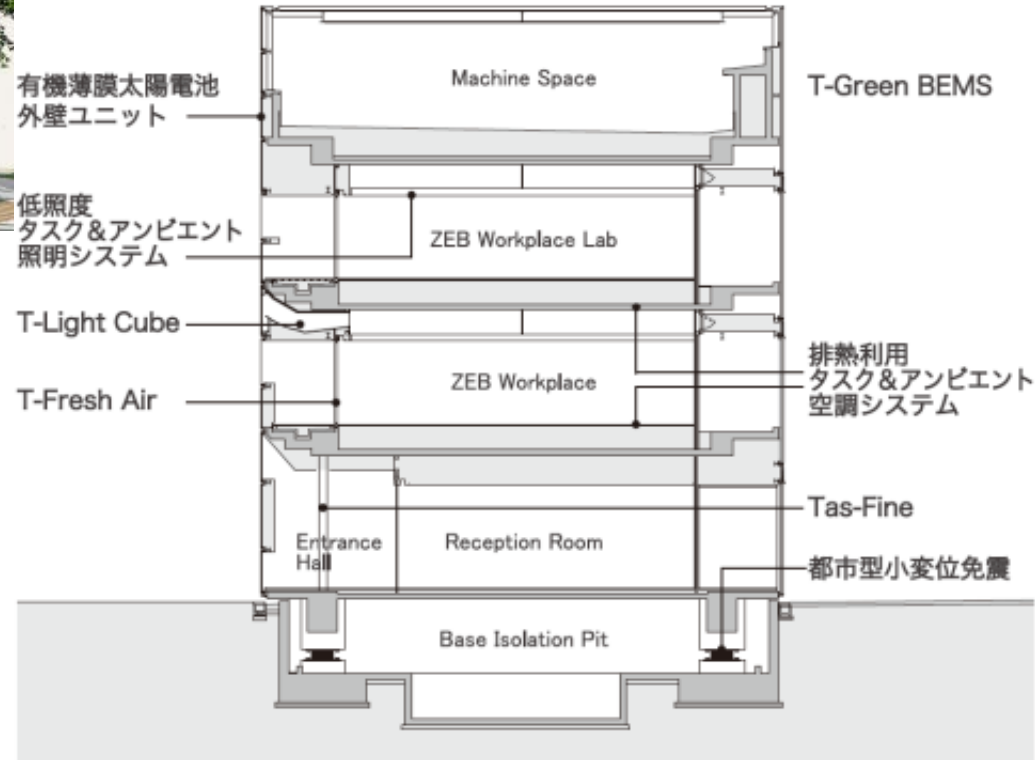 Machine Space
有機薄膜太陽電池
外壁ユニット
T-Green BEMS
低照度
タスク&アンビエント
照明システム
ZEB Workplace Lab
T-Light Cube
排熱利用
タスク&アンビエント
空調システム
ZEB Workplace
T-Fresh Air
Tas-Fine
Entrance
Hall
Reception Room
都市型小変位免震
Base Isolation Pit